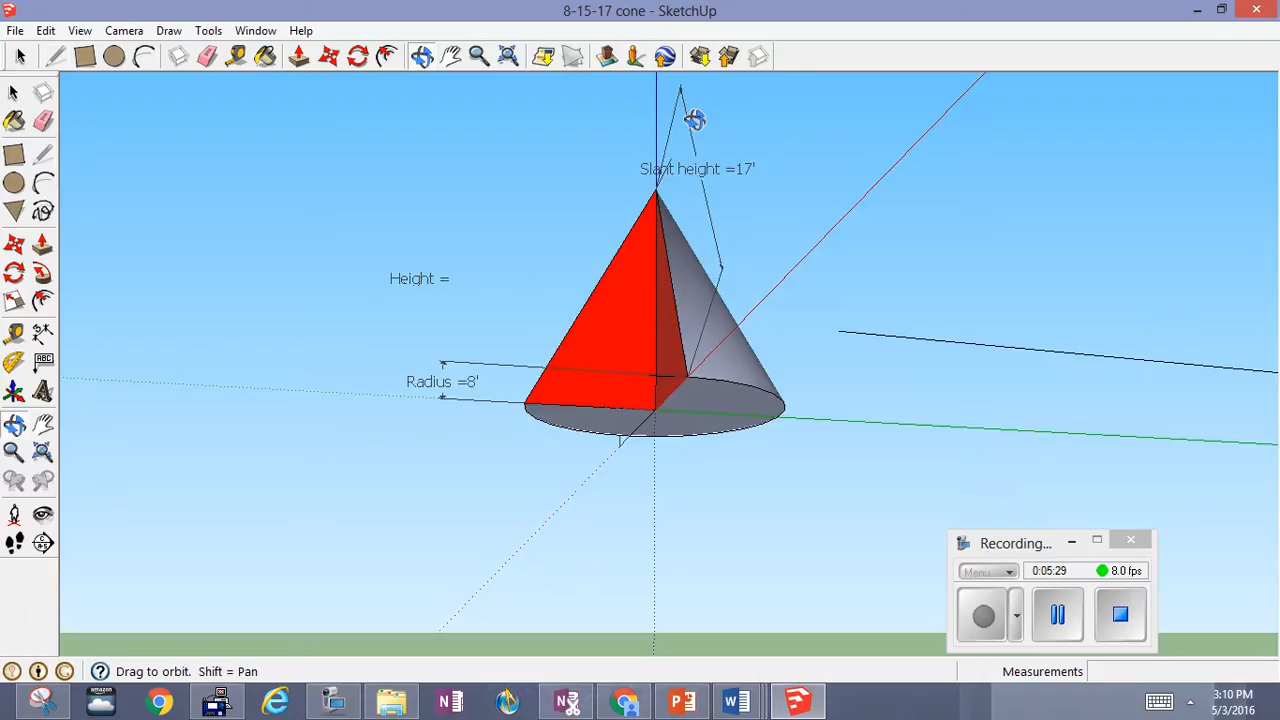 8-15-17 cone - SketchUp
File Edit View Camera Draw Tools Window Help
Slant height =17'
Height =
Radius =8'
Recording...
Menu 0:05:29 8.0 fps
Drag to orbit. Shift = Pan Measurements
3:10 PM
5/3/2016